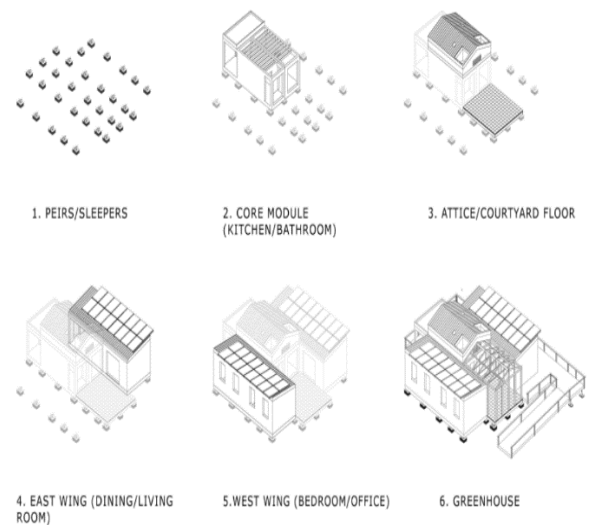 1. PEIRS/SLEEPERS
2. CORE MODULE
(KITCHEN/BATHROOM)
3. ATTICE/COURTYARD FLOOR
4. EAST WING (DINING/LIVING
ROOM)
5.WEST WING (BEDROOM/OFFICE)
6. GREENHOUSE